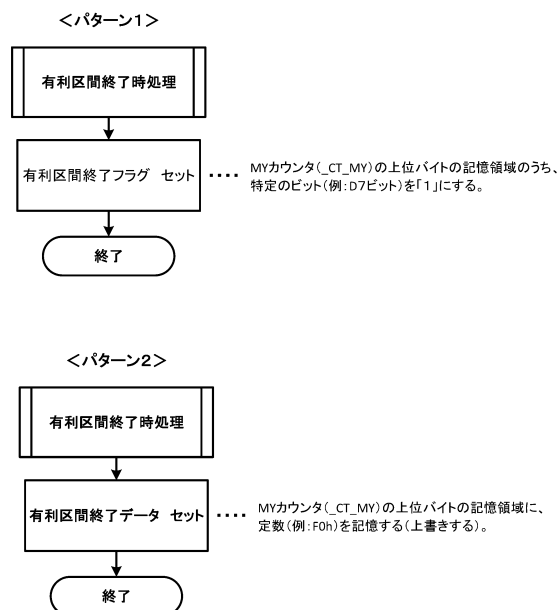 ＜パターン１＞
有利区間終了時処理
有利区間終了フラグ　セット
‥‥
MYカウンタ(_CT_MY)の上位バイトの記憶領域のうち、
特定のビット(例：D7ビット)を「１」にする。
終了
＜パターン２＞
有利区間終了時処理
有利区間終了データ　セット
‥‥
MYカウンタ(_CT_MY)の上位バイトの記憶領域に、
定数(例：F0h)を記憶する(上書きする)。
終了